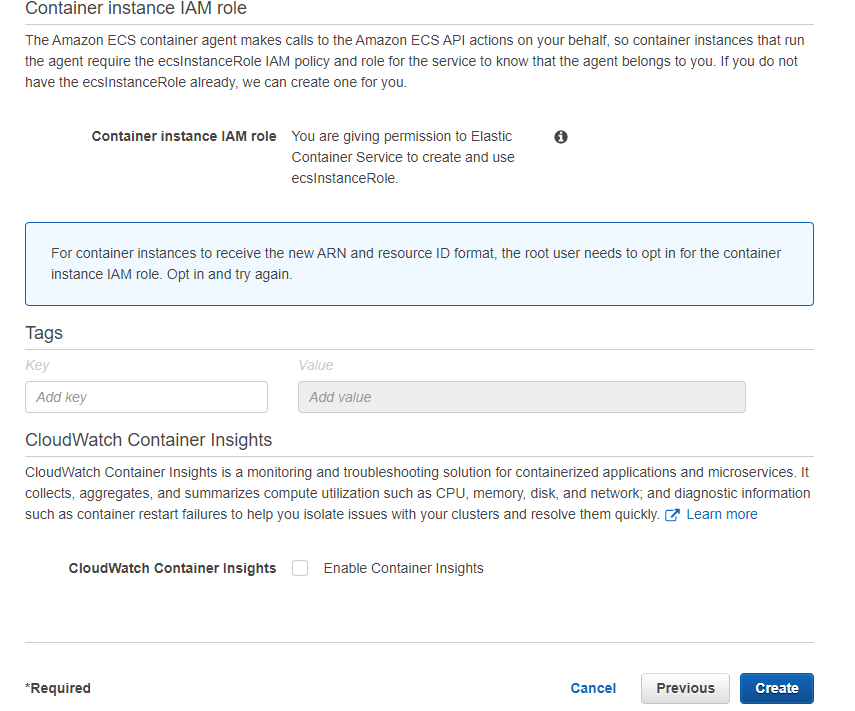 Container instance IAM role
The Amazon ECS container agent makes calls to the Amazon ECS API actions on your behalf, so container instances that run
the agent require the ecsInstanceRole IAM policy and role for the service to know that the agent belongs to you. If you do not
have the ecsInstanceRole already, we can create one for you.
Container instance IAM role You are giving permission to Elastic
Container Service to create and use
ecsInstanceRole.
For container instances to receive the new ARN and resource ID format, the root user needs to opt in for the container
instance IAM role. Opt in and try again.
Tags
Key Value
Add key Add value
CloudWatch Container Insights
CloudWatch Container Insights is a monitoring and troubleshooting solution for containerized applications and microservices. It
collects, aggregates, and summarizes compute utilization such as CPU, memory, disk, and network; and diagnostic information
such as container restart failures to help you isolate issues with your clusters and resolve them quickly. Learn more
CloudWatch Container Insights Enable Container Insights
*Required Cancel Previous Create